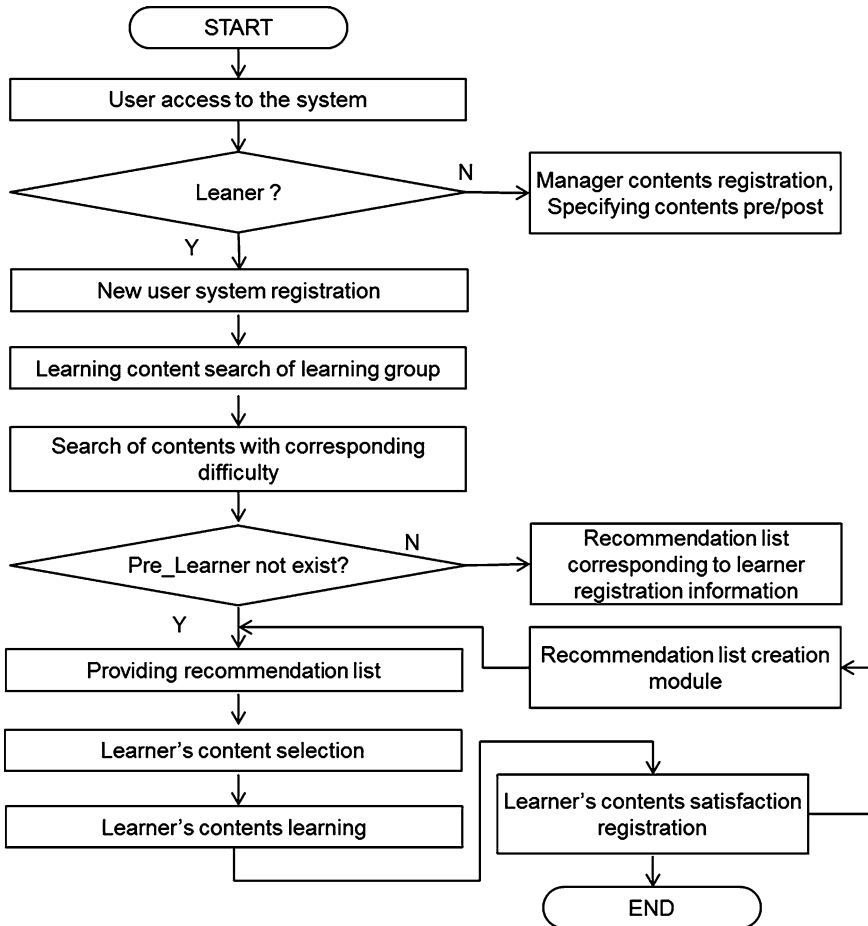 START
User access to the system
Leaner ?
N
Manager contents registration,
Specifying contents pre/post
Y
New user system registration
Learning content search of learning group
Search of contents with corresponding
difficulty
Pre_Learner not exist?
N
Recommendation list
corresponding to learner
registration information
Y
Recommendation list creation
module
Providing recommendation list
Learner's content selection
Learner's contents learning
Learner's contents satisfaction
registration
END